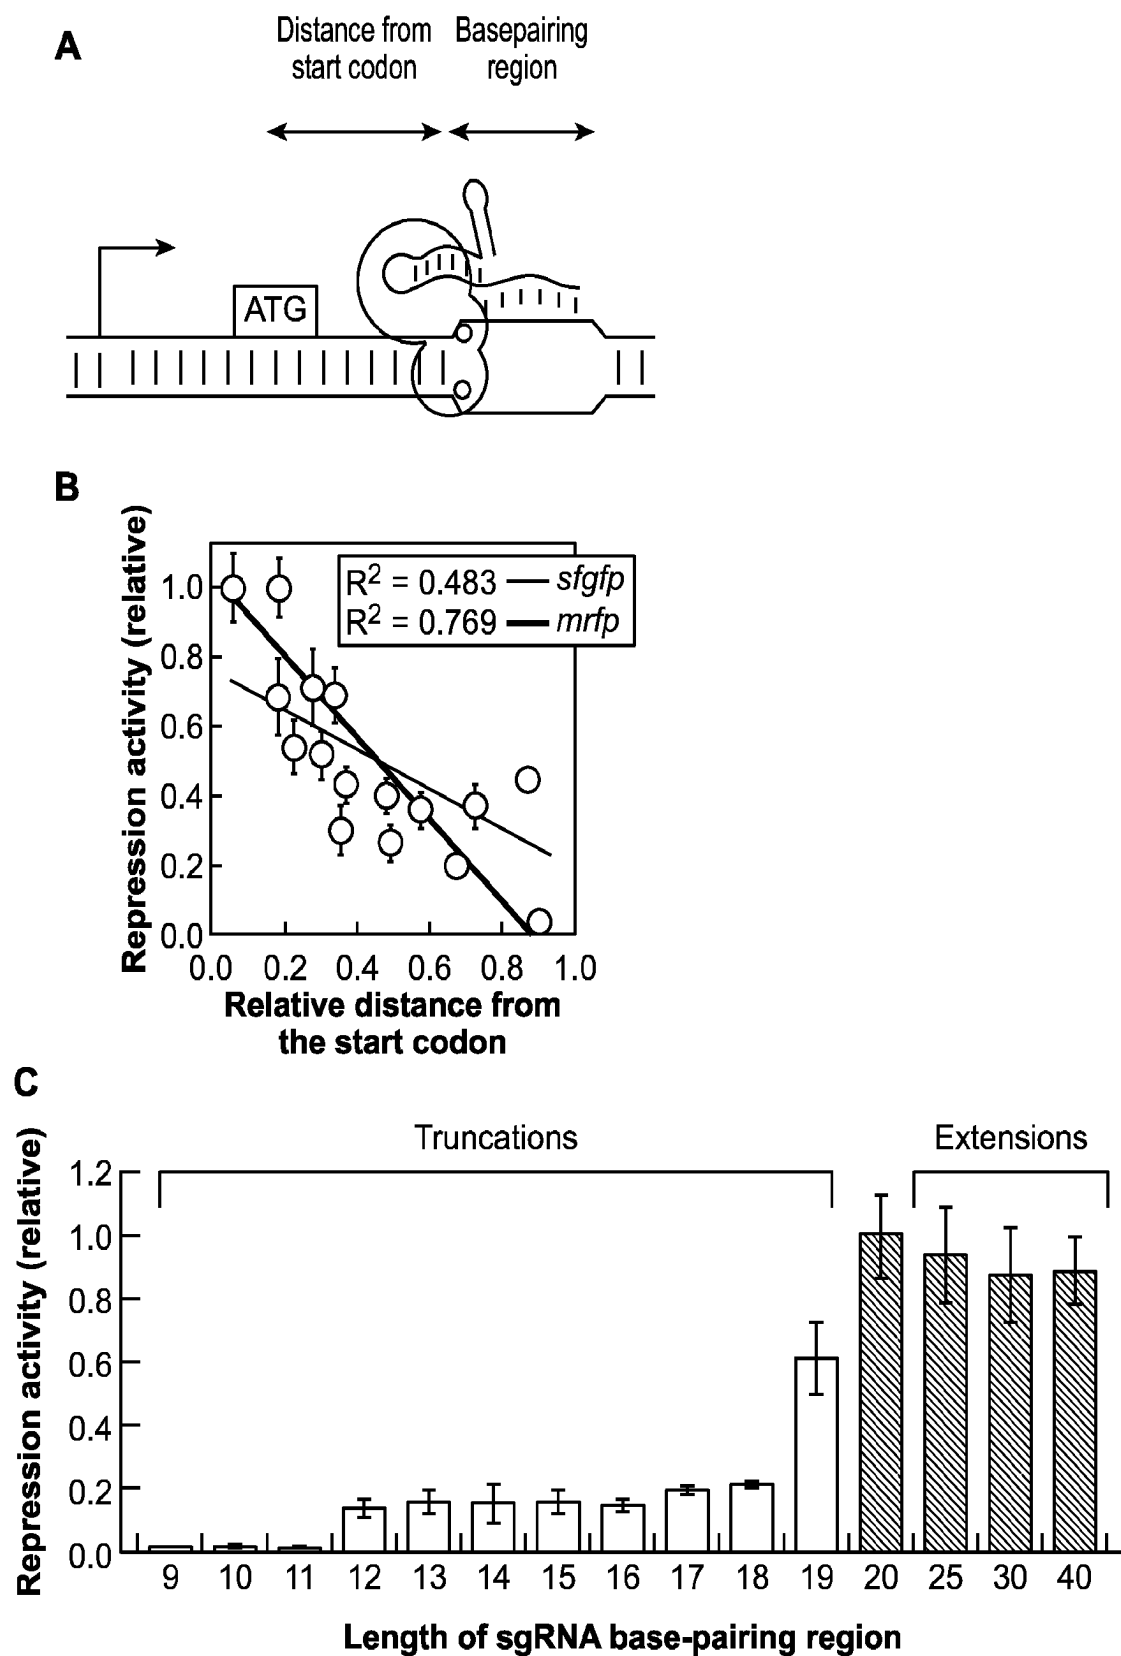 A
Distance from
start codon
Basepairing
region
ATG
B
Repression activity (relative)
1.0
0.8
0.6
0.4
0.2
0.0
R² = 0.483 sfgfp
R² = 0.769 mrfp
0.0 0.2 0.4 0.6 0.8 1.0
Relative distance from
the start codon
C
Repression activity (relative)
Truncations
Extensions
1.2
1.0
0.8
0.6
0.4
0.2
0.0
9 10 11 12 13 14 15 16 17 18 19 20 25 30 40
Length of sgRNA base-pairing region